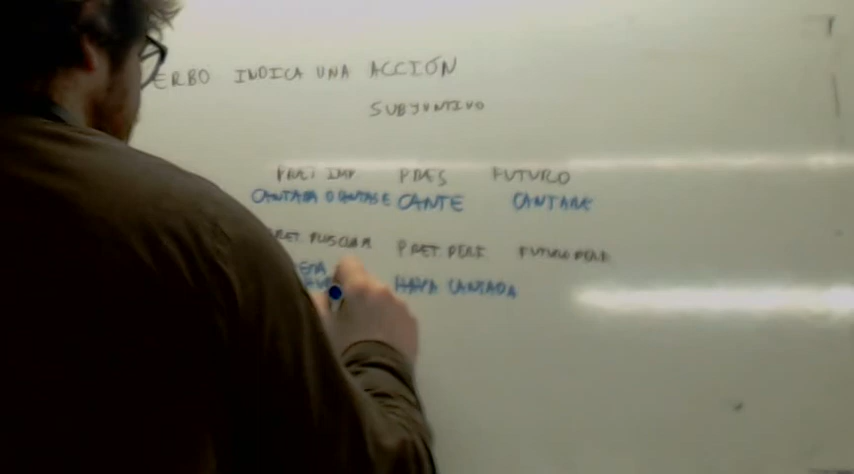 ERBO INDICA UNA ACCIÓN
SUBJUNTIVO
PRET IMP PRES FUTURO
CANTARA O CANTASE CANTE CANTARE
PRET. PLUSCUAM PRET. PERF FUTURO PERF
HAYA CANTADA